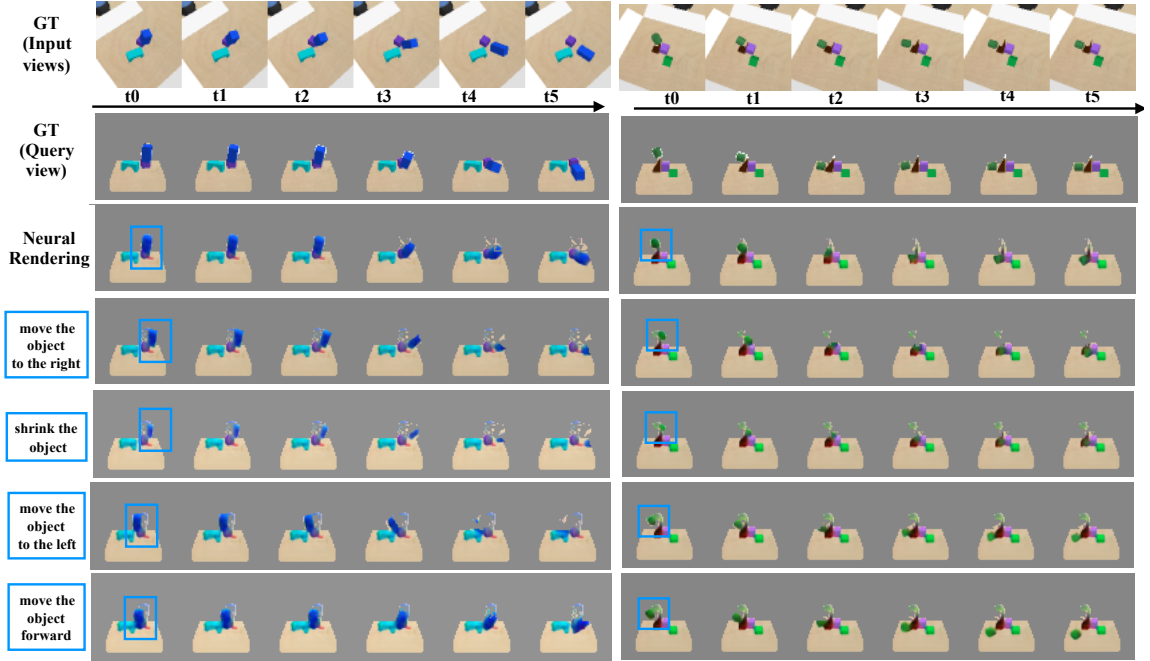 GT
(Input
views)
t0 t1 t2 t3 t4 t5 t0 t1 t2 t3 t4 t5
GT
(Query
view)
Neural
Rendering
move the
object
to the right
shrink the
object
move the
object
to the left
move the
object
forward